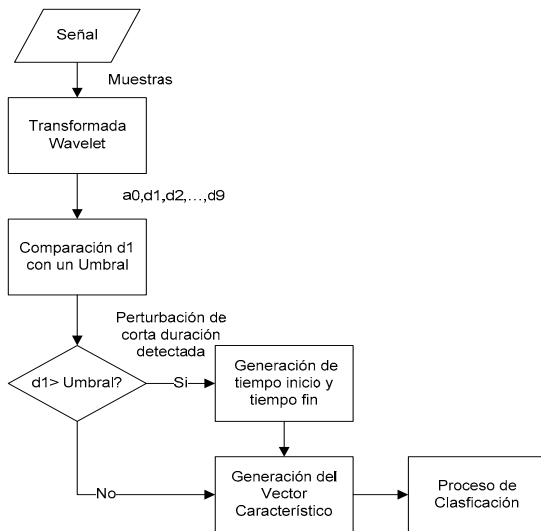 Señal
Muestras
Transformada
Wavelet
a0,d1,d2,...,d9
Comparación d1
con un Umbral
Perturbación de
corta duración
detectada
d1> Umbral?
Si
Generación de
tiempo inicio y
tiempo fin
No
Generación del
Vector
Característico
Proceso de
Clasficación